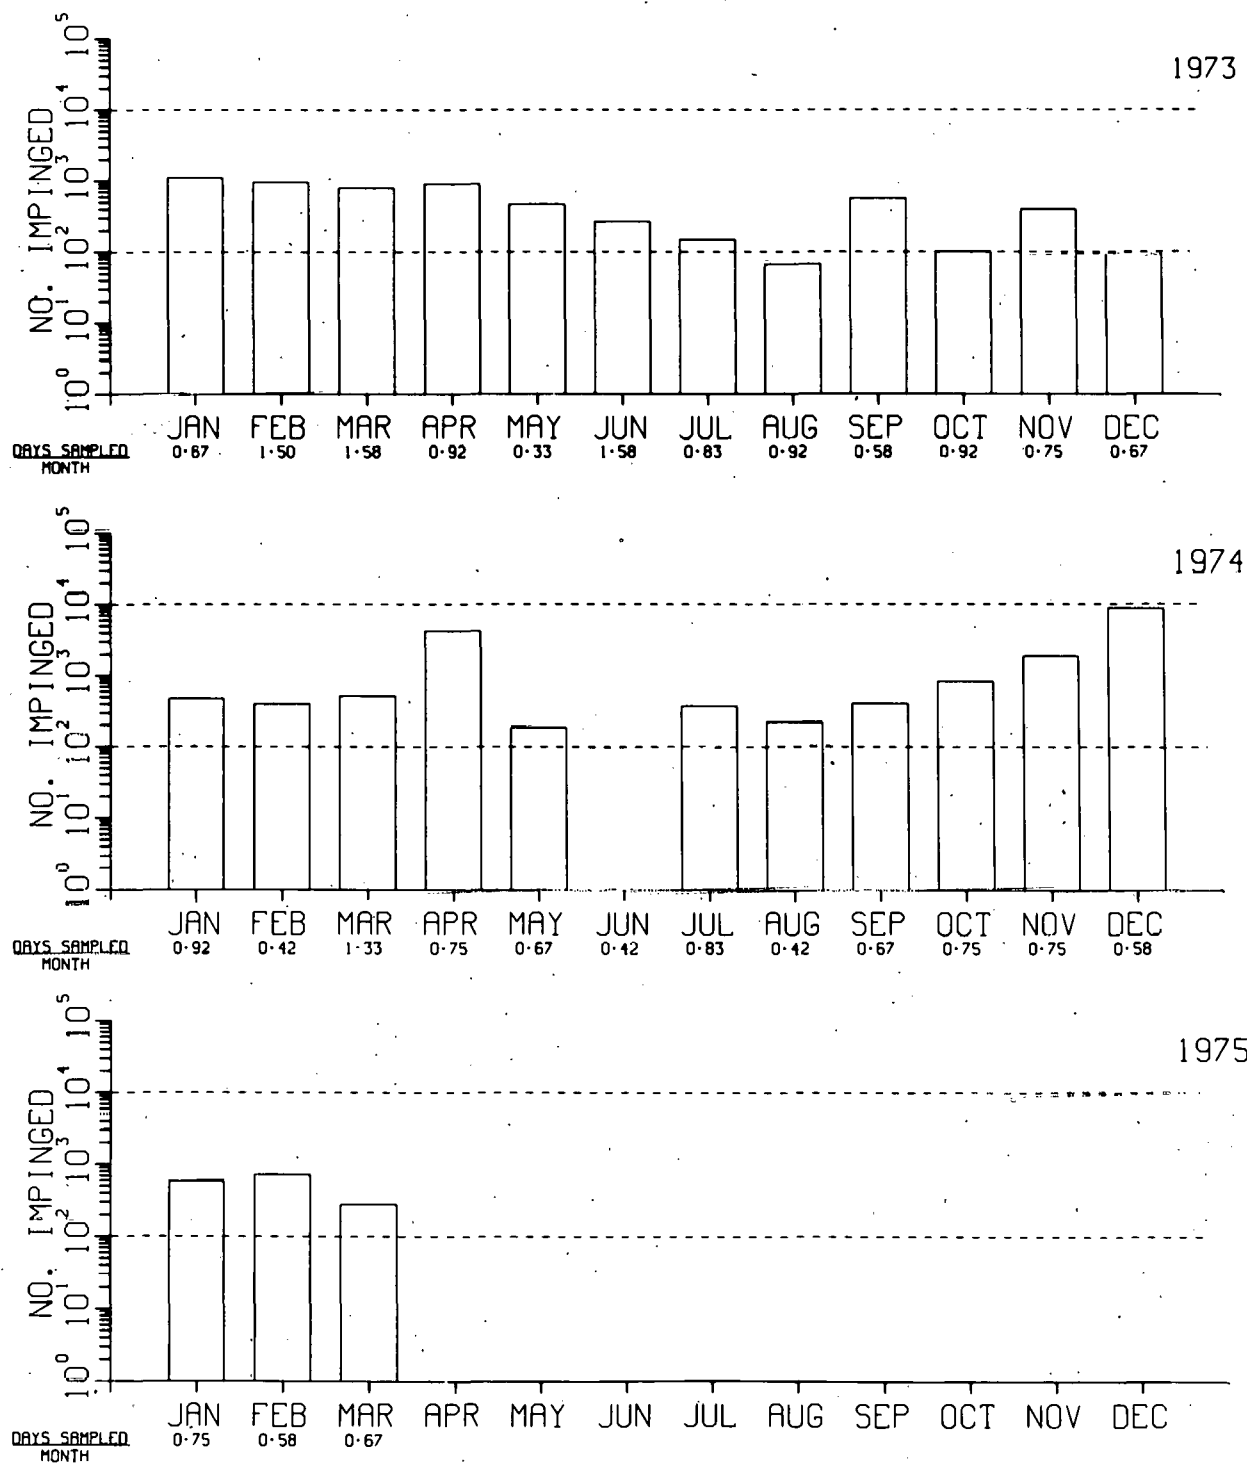 1973
NO. IMPINGED
10^5
10^4
10^3
10^2
10^1
10^0
JAN FEB MAR APR MAY JUN JUL AUG SEP OCT NOV DEC
DAYS SAMPLED 0.67 1.50 1.58 0.92 0.33 1.58 0.83 0.92 0.58 0.92 0.75 0.67
MONTH
1974
NO. IMPINGED
10^5
10^4
10^3
10^2
10^1
10^0
JAN FEB MAR APR MAY JUN JUL AUG SEP OCT NOV DEC
DAYS SAMPLED 0.92 0.42 1.33 0.75 0.67 0.42 0.83 0.42 0.67 0.75 0.75 0.58
MONTH
1975
NO. IMPINGED
10^5
10^4
10^3
10^2
10^1
10^0
JAN FEB MAR APR MAY JUN JUL AUG SEP OCT NOV DEC
DAYS SAMPLED 0.75 0.58 0.67
MONTH